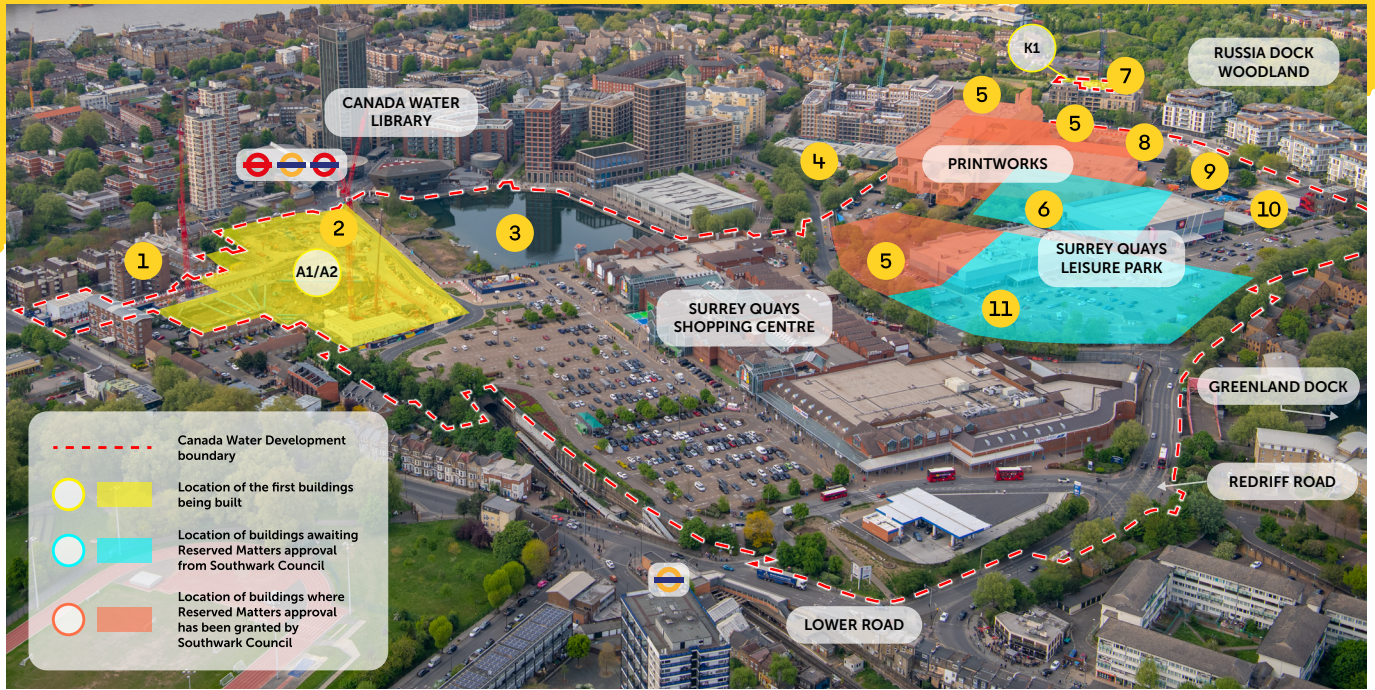 K1
7
RUSSIA DOCK
WOODLAND
5
CANADA WATER
LIBRARY
5
8
4
PRINTWORKS
9
6
10
2
3
1
A1/A2
5
SURREY QUAYS
LEISURE PARK
11
SURREY QUAYS
SHOPPING CENTRE
GREENLAND DOCK
Canada Water Development
boundary
Location of the first buildings
being built
Location of buildings awaiting
Reserved Matters approval
from Southwark Council
Location of buildings where
Reserved Matters approval
has been granted by
Southwark Council
REDRIFF ROAD
LOWER ROAD